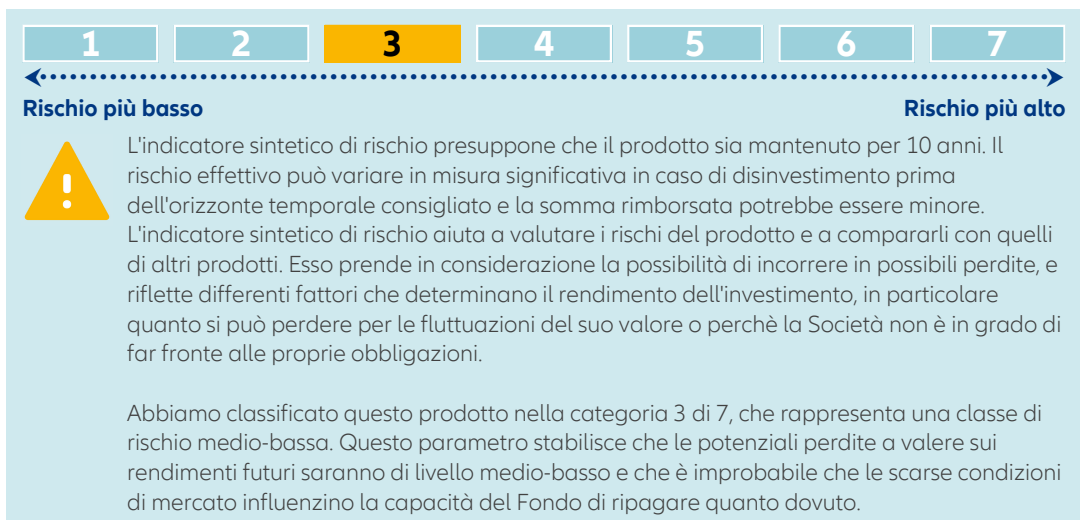 1 2 3 4 5 6 7
Rischio più basso Rischio più alto
L'indicatore sintetico di rischio presuppone che il prodotto sia mantenuto per 10 anni. Il
rischio effettivo può variare in misura significativa in caso di disinvestimento prima
dell'orizzonte temporale consigliato e la somma rimborsata potrebbe essere minore.
L'indicatore sintetico di rischio aiuta a valutare i rischi del prodotto e a compararli con quelli
di altri prodotti. Esso prende in considerazione la possibilità di incorrere in possibili perdite, e
riflette differenti fattori che determinano il rendimento dell'investimento, in particolare
quanto si può perdere per le fluttuazioni del suo valore o perchè la Società non è in grado di
far fronte alle proprie obbligazioni.
Abbiamo classificato questo prodotto nella categoria 3 di 7, che rappresenta una classe di
rischio medio-bassa. Questo parametro stabilisce che le potenziali perdite a valere sui
rendimenti futuri saranno di livello medio-basso e che è improbabile che le scarse condizioni
di mercato influenzino la capacità del Fondo di ripagare quanto dovuto.